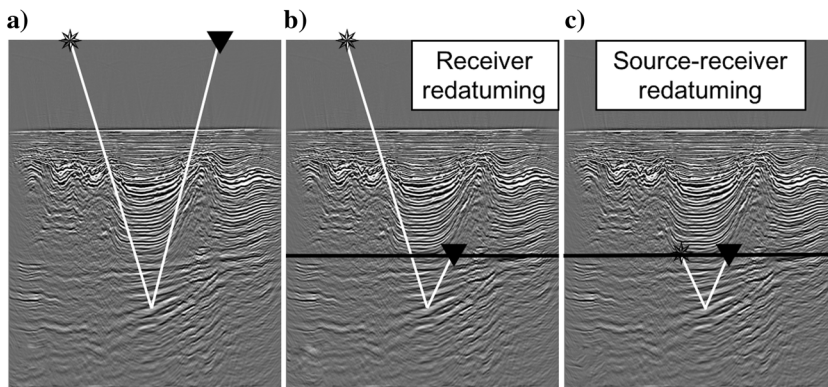 a)
b)
c)
Receiver
redatuming
Source-receiver
redatuming